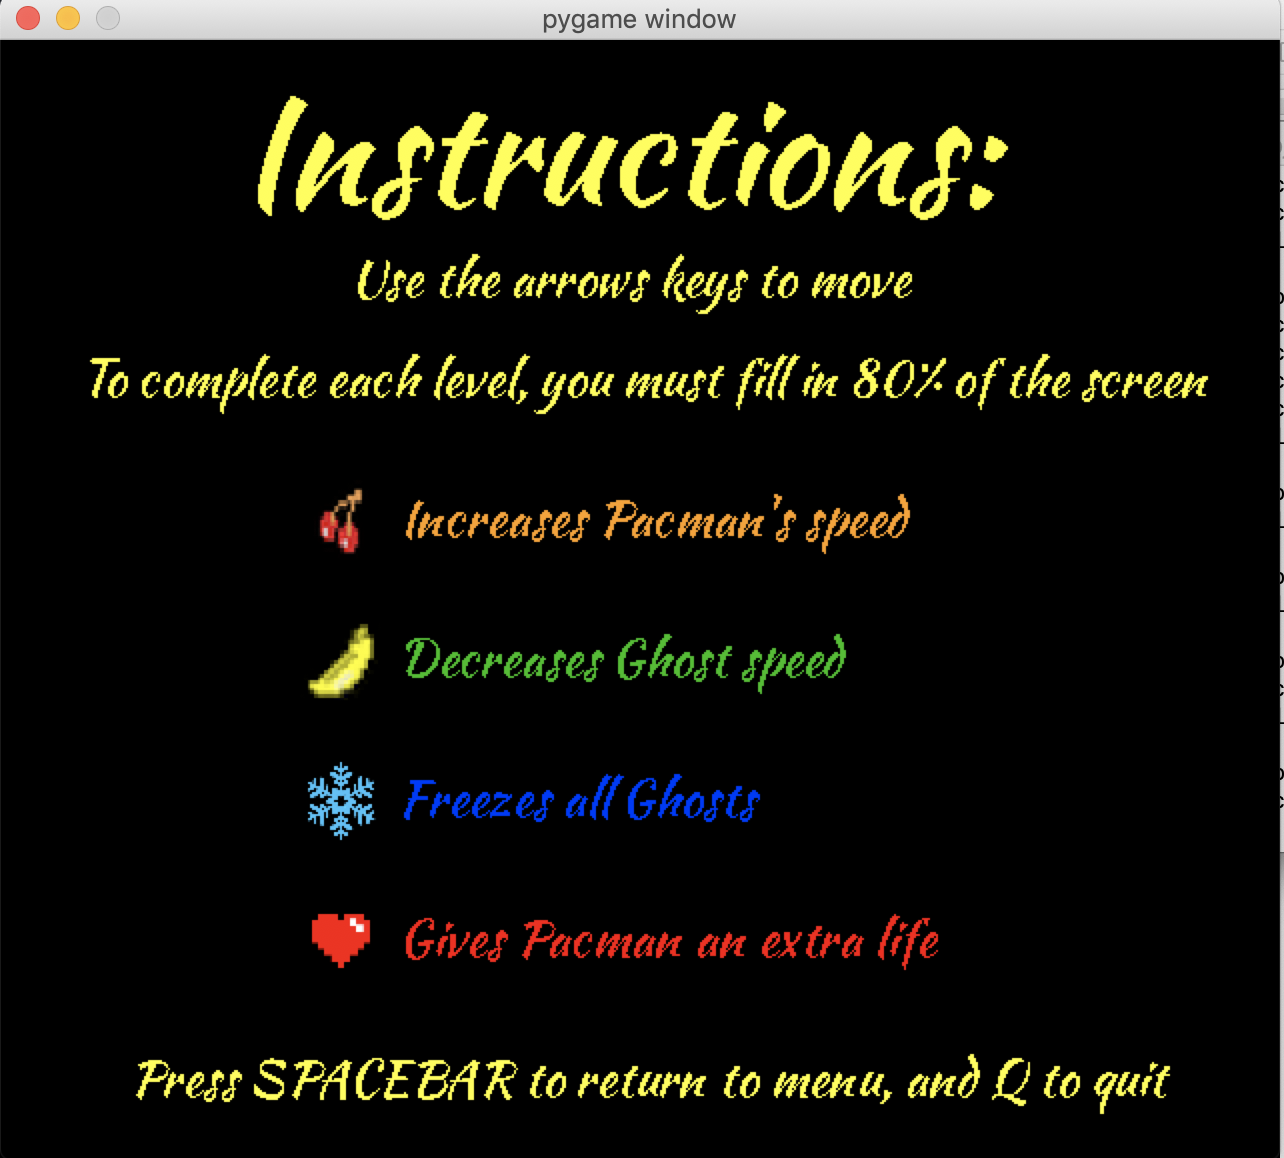 pygame window
Instructions:
Use the arrows keys to move
To complete each level, you must fill in 80% of the screen
Increases Pacman's speed
Decreases Ghost speed
Freezes all Ghosts
Gives Pacman an extra life
Press SPACEBAR to return to menu, and Q to quit